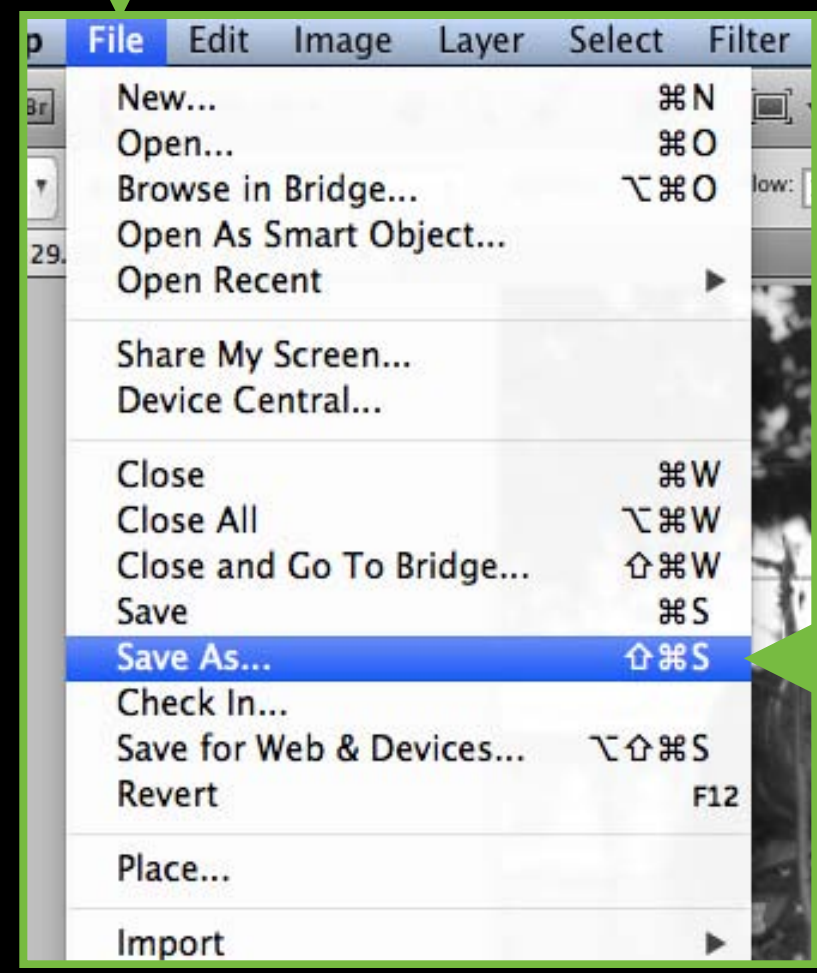 p File Edit Image Layer Select Filter
Br
New... ⌘N
Open... ⌘O
Browse in Bridge... ⌥⌘O
low:
Open As Smart Object...
29.
Open Recent ▶
Share My Screen...
Device Central...
Close ⌘W
Close All ⌥⌘W
Close and Go To Bridge... ⇧⌘W
Save ⌘S
Save As... ⇧⌘S
Check In...
Save for Web & Devices... ⌥⇧⌘S
Revert F12
Place...
Import ▶